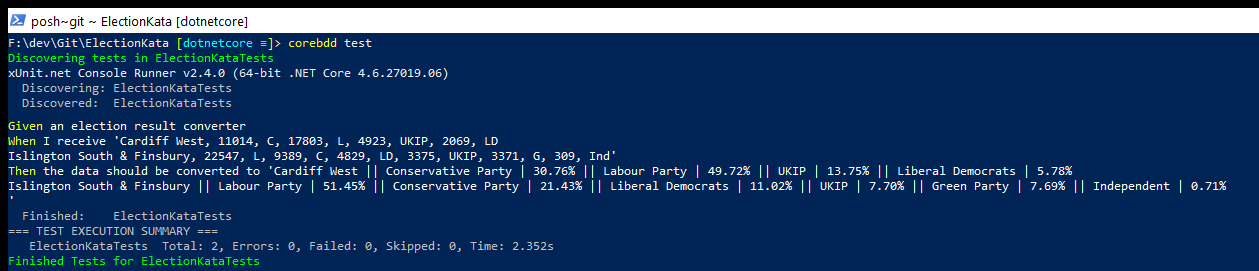 posh~git ~ ElectionKata [dotnetcore]
F:\dev\Git\ElectionKata [dotnetcore ≡]> corebdd test
Discovering tests in ElectionKataTests
xUnit.net Console Runner v2.4.0 (64-bit .NET Core 4.6.27019.06)
  Discovering: ElectionKataTests
  Discovered:  ElectionKataTests
Given an election result converter
When I receive 'Cardiff West, 11014, C, 17803, L, 4923, UKIP, 2069, LD
Islington South & Finsbury, 22547, L, 9389, C, 4829, LD, 3375, UKIP, 3371, G, 309, Ind'
Then the data should be converted to 'Cardiff West || Conservative Party | 30.76% || Labour Party | 49.72% || UKIP | 13.75% || Liberal Democrats | 5.78%
Islington South & Finsbury || Labour Party | 51.45% || Conservative Party | 21.43% || Liberal Democrats | 11.02% || UKIP | 7.70% || Green Party | 7.69% || Independent | 0.71%
'
  Finished:    ElectionKataTests
=== TEST EXECUTION SUMMARY ===
   ElectionKataTests  Total: 2, Errors: 0, Failed: 0, Skipped: 0, Time: 2.352s
Finished Tests for ElectionKataTests